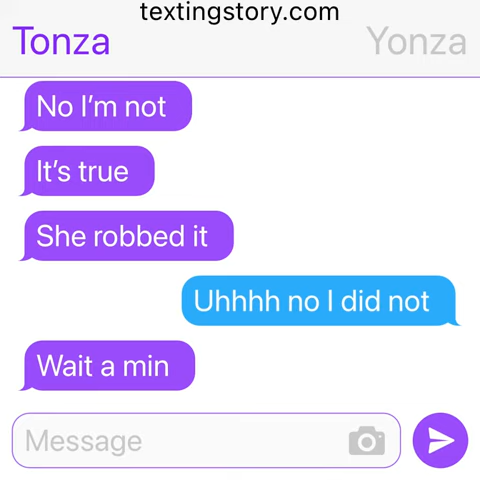 textingstory.com
Tonza Yonza
No I’m not
It’s true
She robbed it
Uhhhh no I did not
Wait a min
Message